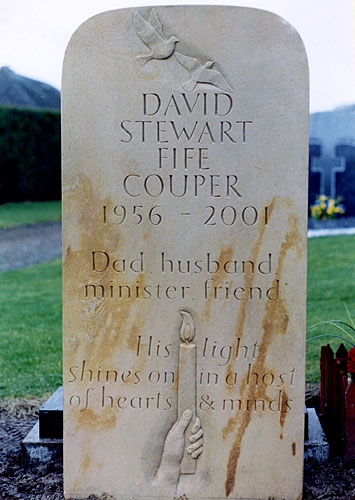 DAVID
STEWART
FIFE
COUPER
1956 - 2001
Dad, husband,
minister, friend
His light
shines on in a host
of hearts & minds